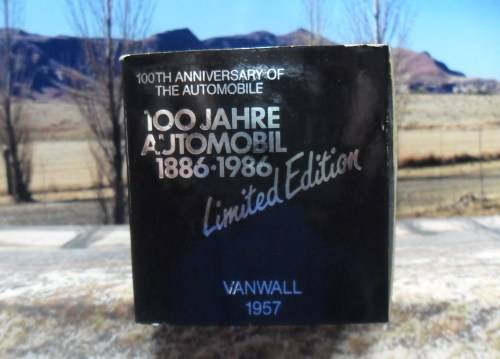 100TH ANNIVERSARY OF
THE AUTOMOBILE
100 JAHRE
AUTOMOBIL
1886-1986
Limited Edition
VANWALL
1957